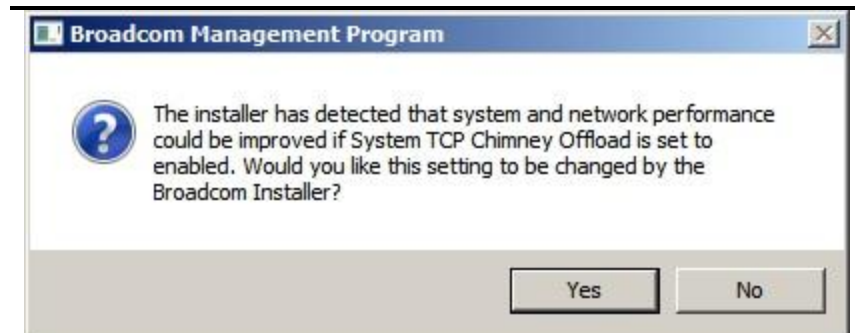 Broadcom Management Program
The installer has detected that system and network performance
could be improved if System TCP Chimney Offload is set to
enabled. Would you like this setting to be changed by the
Broadcom Installer?
Yes No